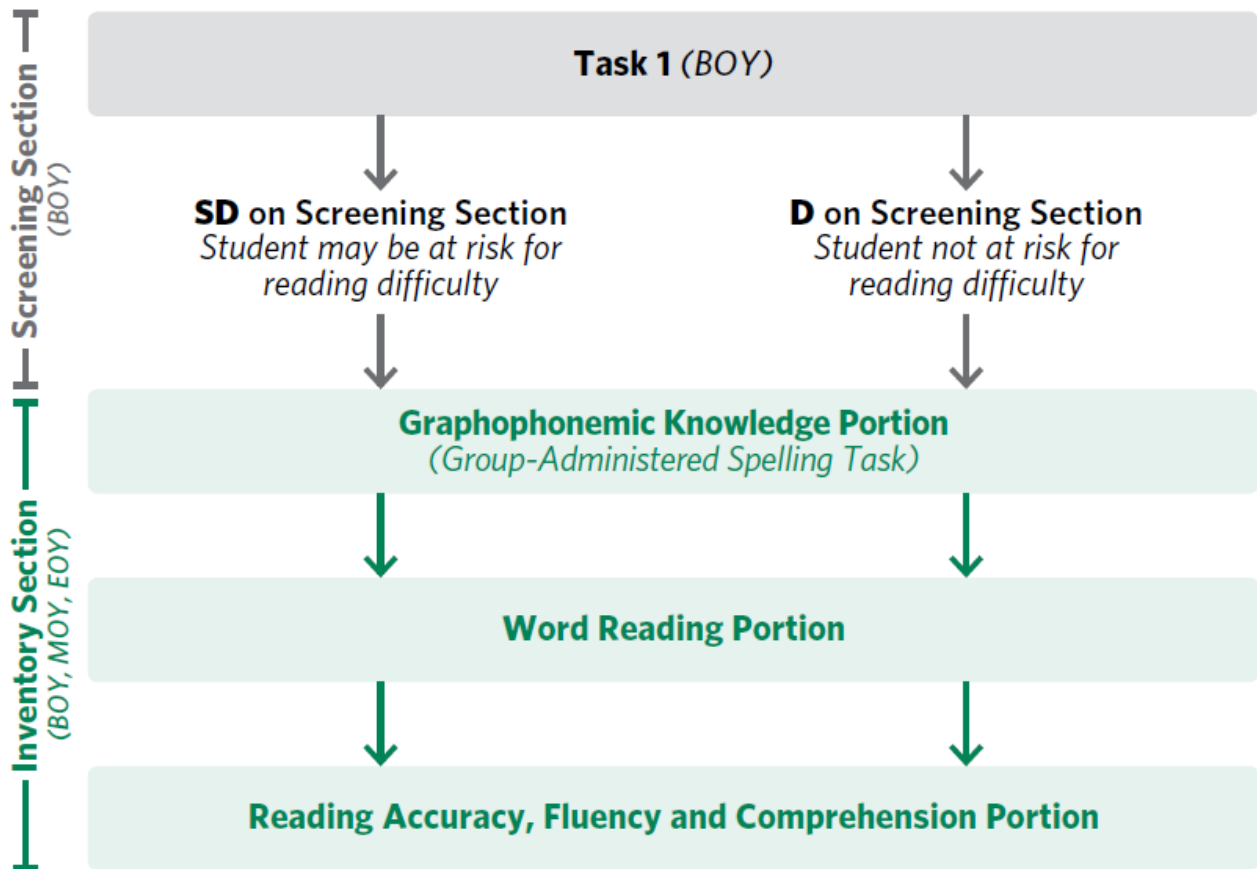 Screening Section
(BOY)
Task 1 (BOY)
SD on Screening Section
Student may be at risk for
reading difficulty
D on Screening Section
Student not at risk for
reading difficulty
Inventory Section
(BOY, MOY, EOY)
Graphophonemic Knowledge Portion
(Group-Administered Spelling Task)
Word Reading Portion
Reading Accuracy, Fluency and Comprehension Portion